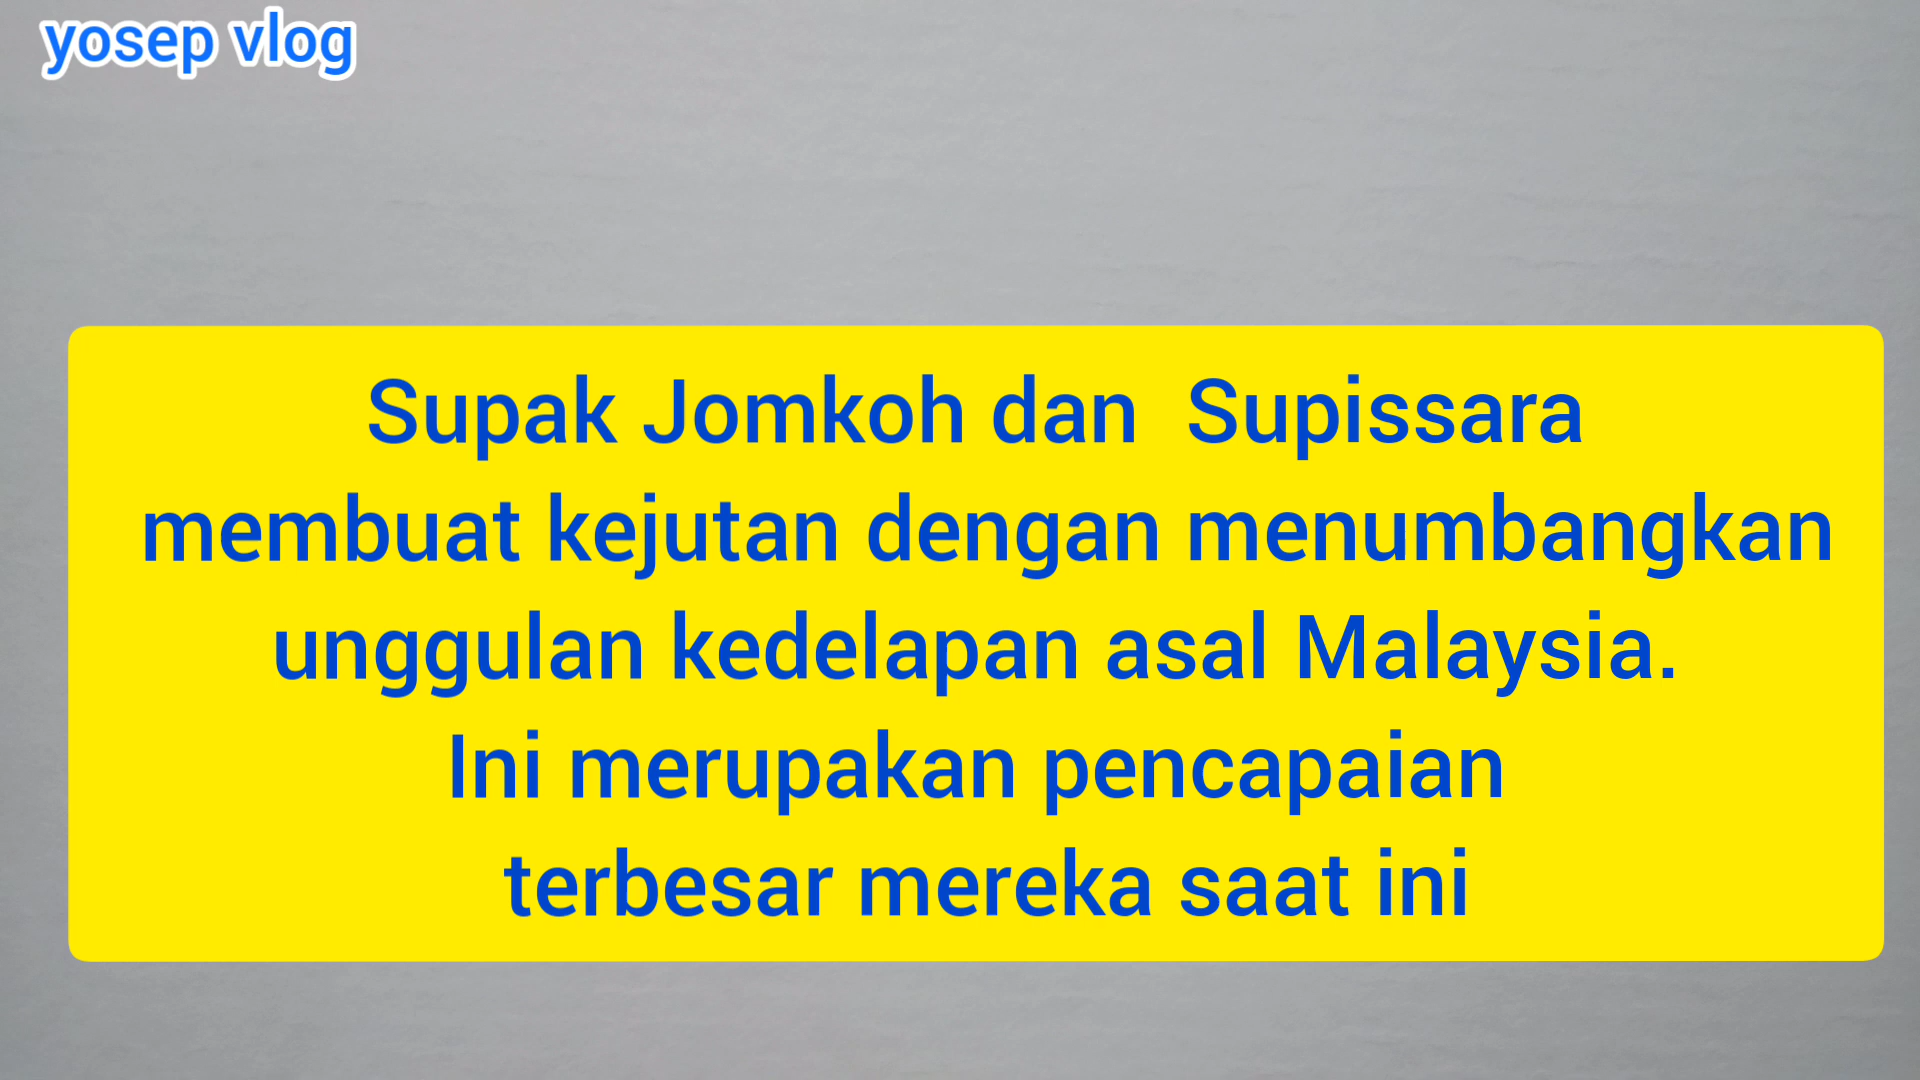 yosep vlog
Supak Jomkoh dan  Supissara
membuat kejutan dengan menumbangkan
unggulan kedelapan asal Malaysia.
Ini merupakan pencapaian
terbesar mereka saat ini